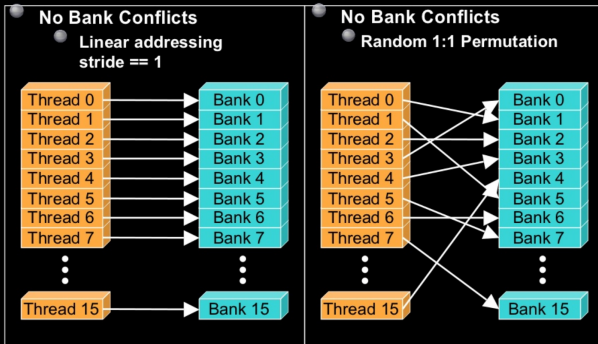 No Bank Conflicts
Linear addressing
stride == 1
Thread 0
Thread 1
Thread 2
Thread 3
Thread 4
Thread 5
Thread 6
Thread 7
Thread 15
Bank 0
Bank 1
Bank 2
Bank 3
Bank 4
Bank 5
Bank 6
Bank 7
Bank 15
No Bank Conflicts
Random 1:1 Permutation
Thread 0
Thread 1
Thread 2
Thread 3
Thread 4
Thread 5
Thread 6
Thread 7
Thread 15
Bank 0
Bank 1
Bank 2
Bank 3
Bank 4
Bank 5
Bank 6
Bank 7
Bank 15